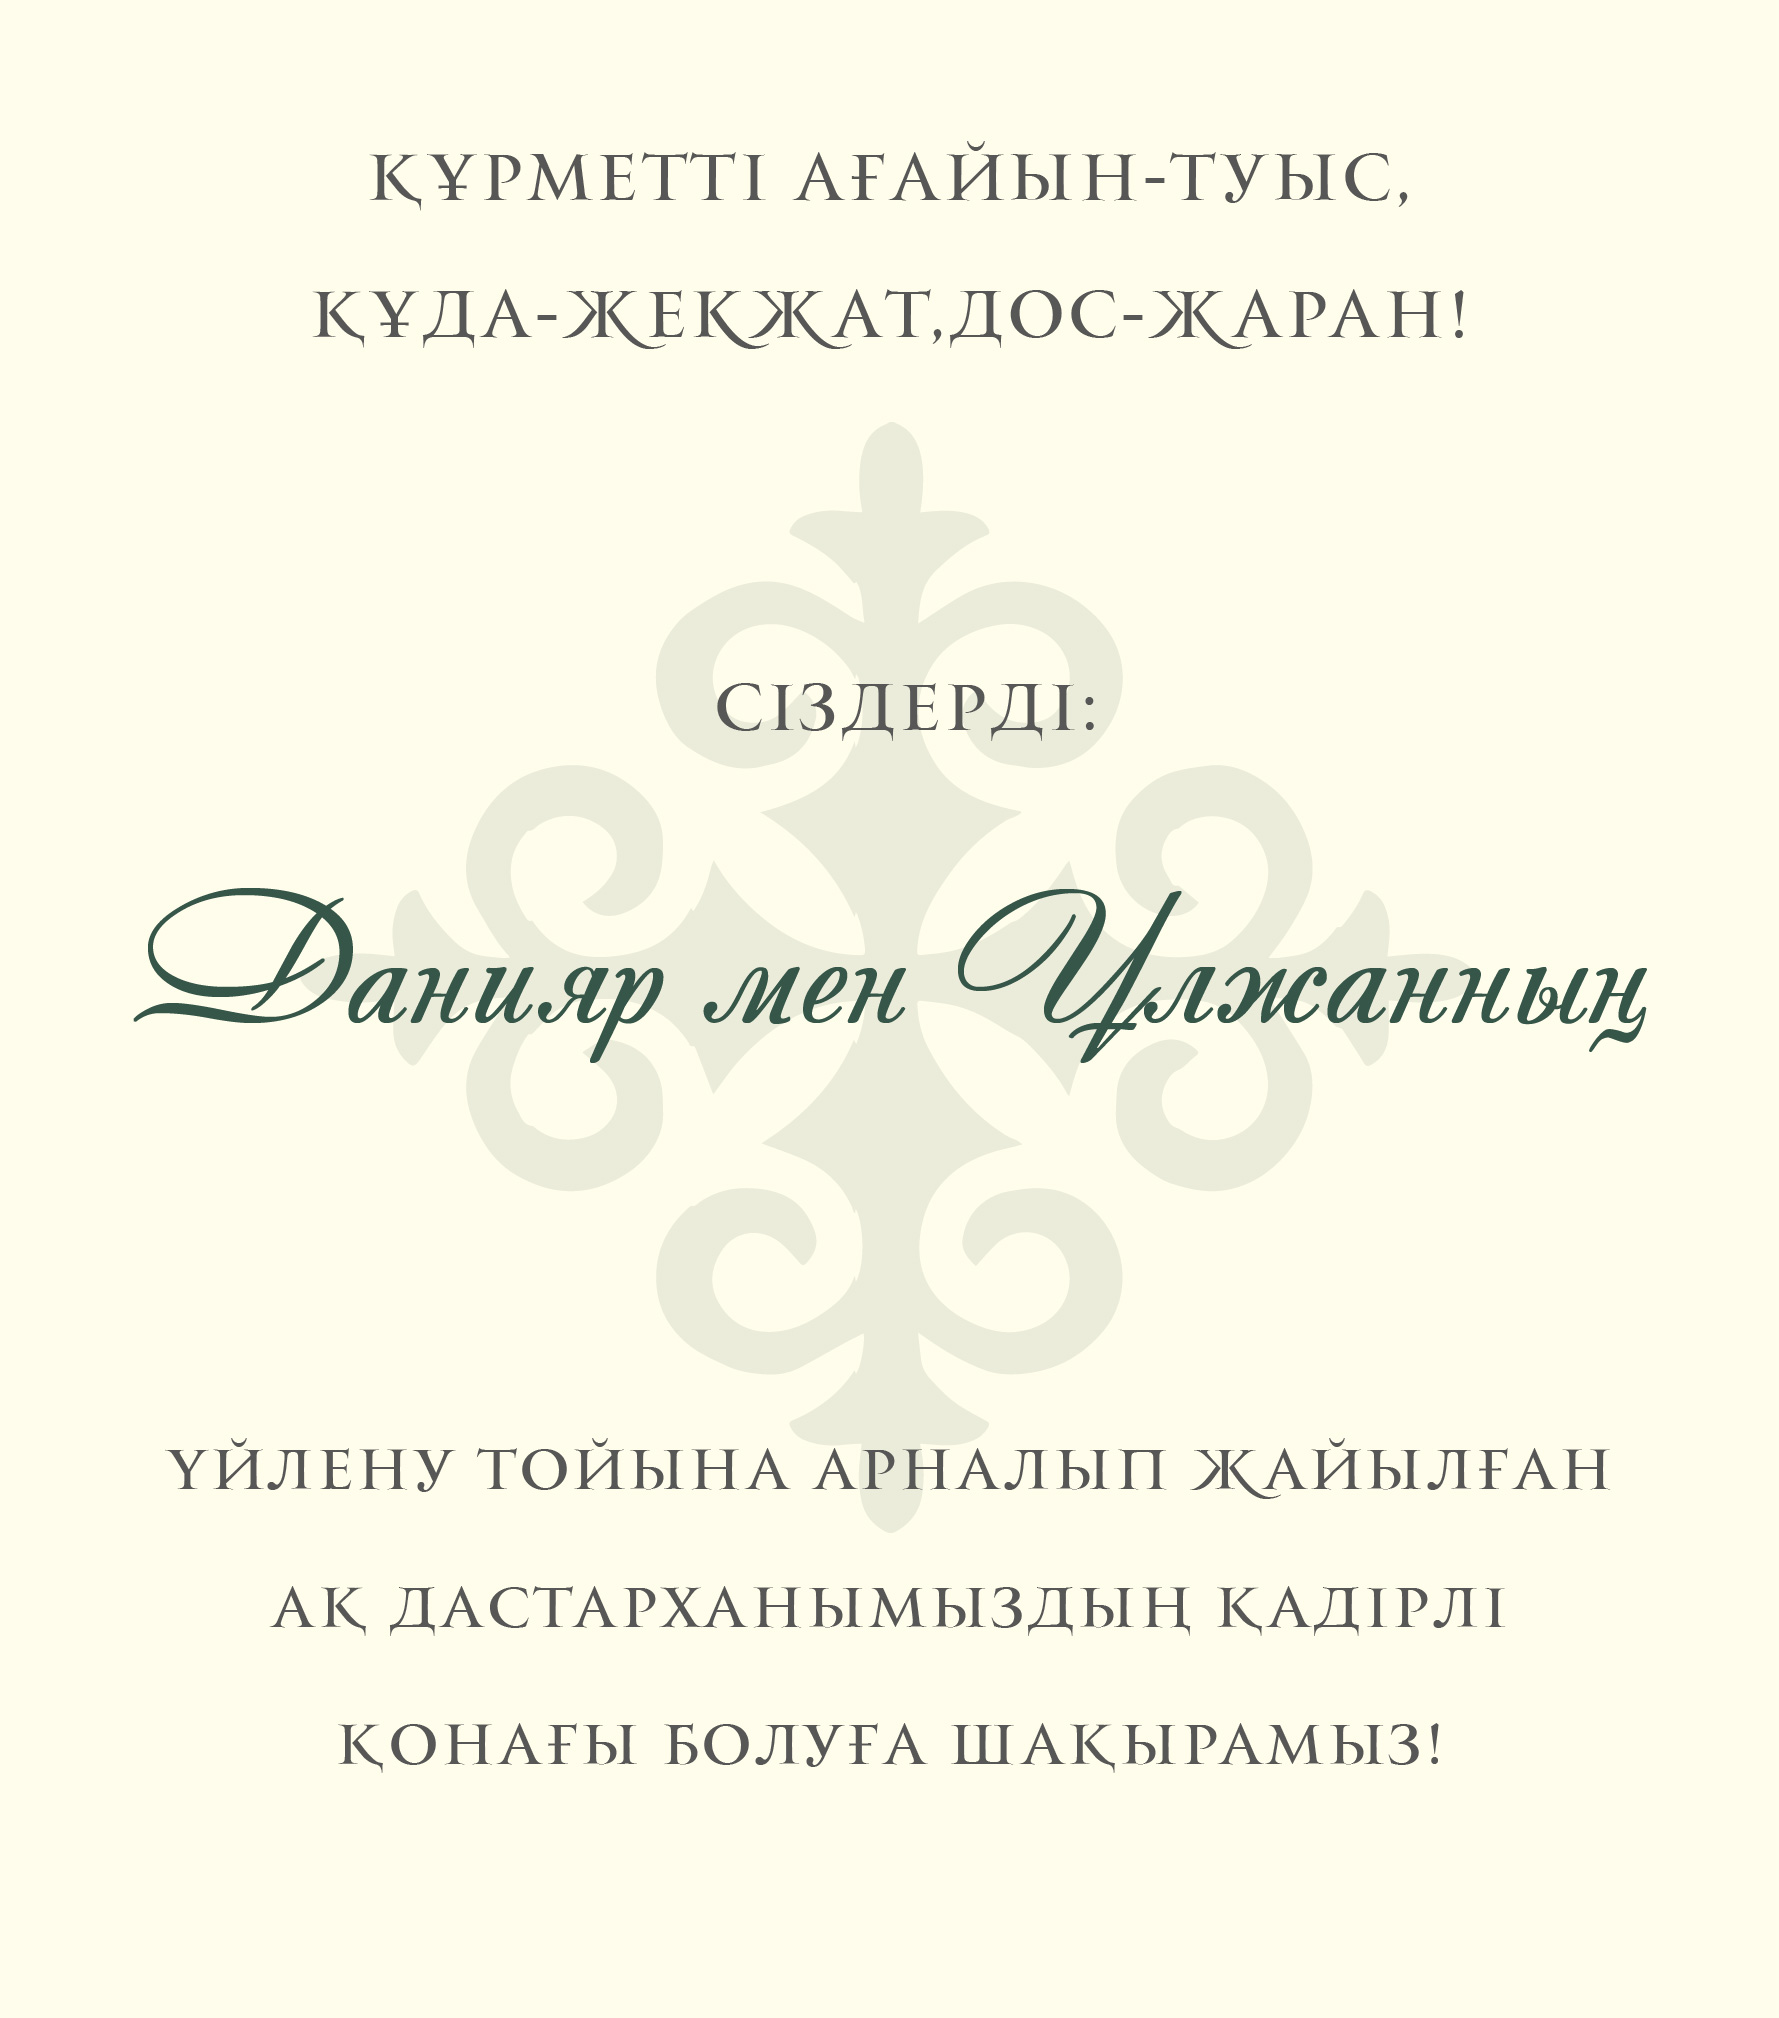 ҚҰРМЕТТІ АҒАЙЫН-ТУЫС,
ҚҰДА-ЖЕКЖАТ,ДОС-ЖАРАН!
СІЗДЕРДІ:
Данияр мен Ұлжанның
ҮЙЛЕНУ ТОЙЫНА АРНАЛЫП ЖАЙЫЛҒАН
АҚ ДАСТАРХАНЫМЫЗДЫҢ ҚАДІРЛІ
ҚОНАҒЫ БОЛУҒА ШАҚЫРАМЫЗ!